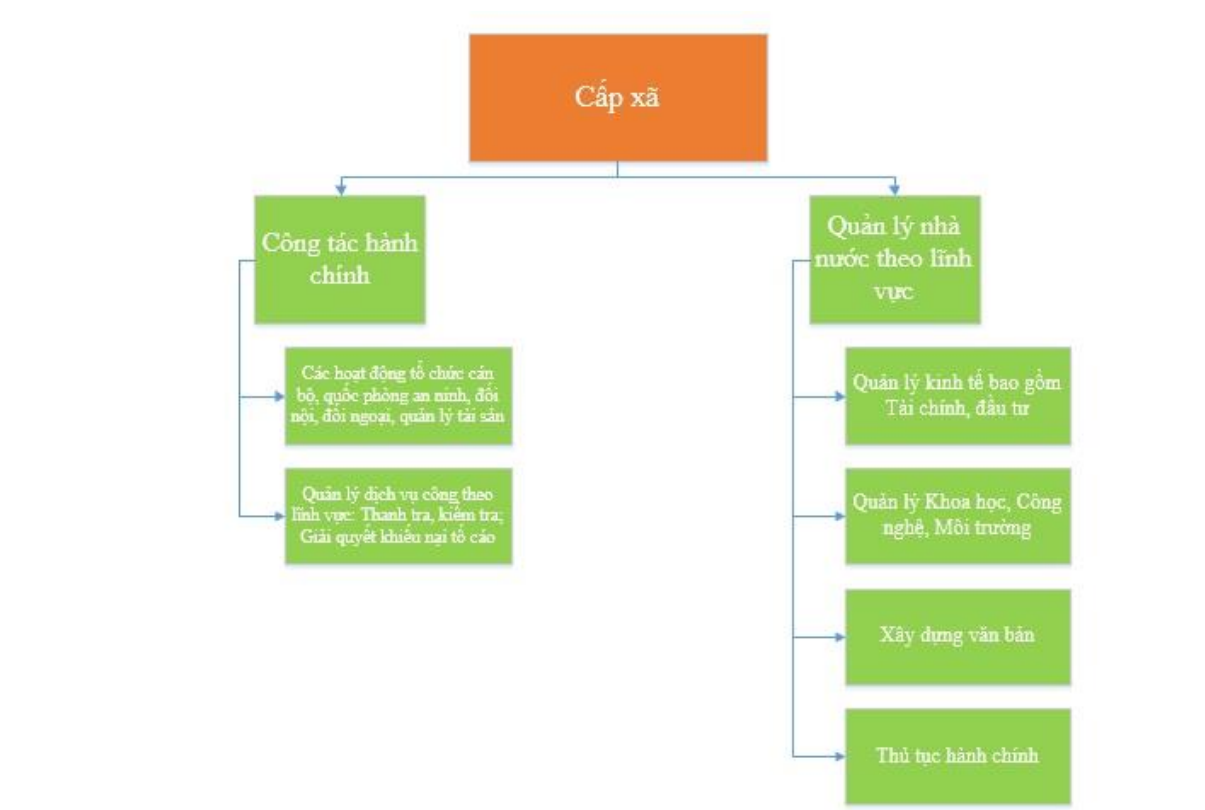 Cấp xã
Công tác hành
chính
Các hoạt động tổ chức cán
bộ, quốc phòng an ninh, đối
nội, đối ngoại, quản lý tài sản
Quản lý dịch vụ công theo
lĩnh vực: Thanh tra, kiểm tra;
Giải quyết khiếu nại tố cáo
Quản lý nhà
nước theo lĩnh
vực
Quản lý kinh tế bao gồm
Tài chính, đầu tư
Quản lý Khoa học, Công
nghệ, Môi trường
Xây dựng văn bản
Thủ tục hành chính